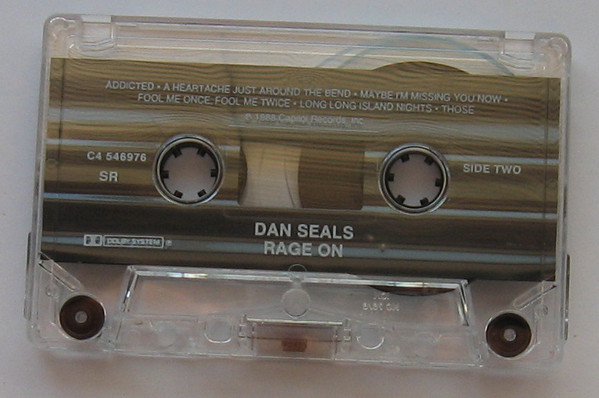 ADDICTED • A HEARTACHE JUST AROUND THE BEND • MAYBE I'M MISSING YOU NOW •
FOOL ME ONCE, FOOL ME TWICE • LONG LONG ISLAND NIGHTS • THOSE
℗ 1988 Capitol Records, Inc.
C4 546976
SR
SIDE TWO
DOLBY SYSTEM ®
DAN SEALS
RAGE ON